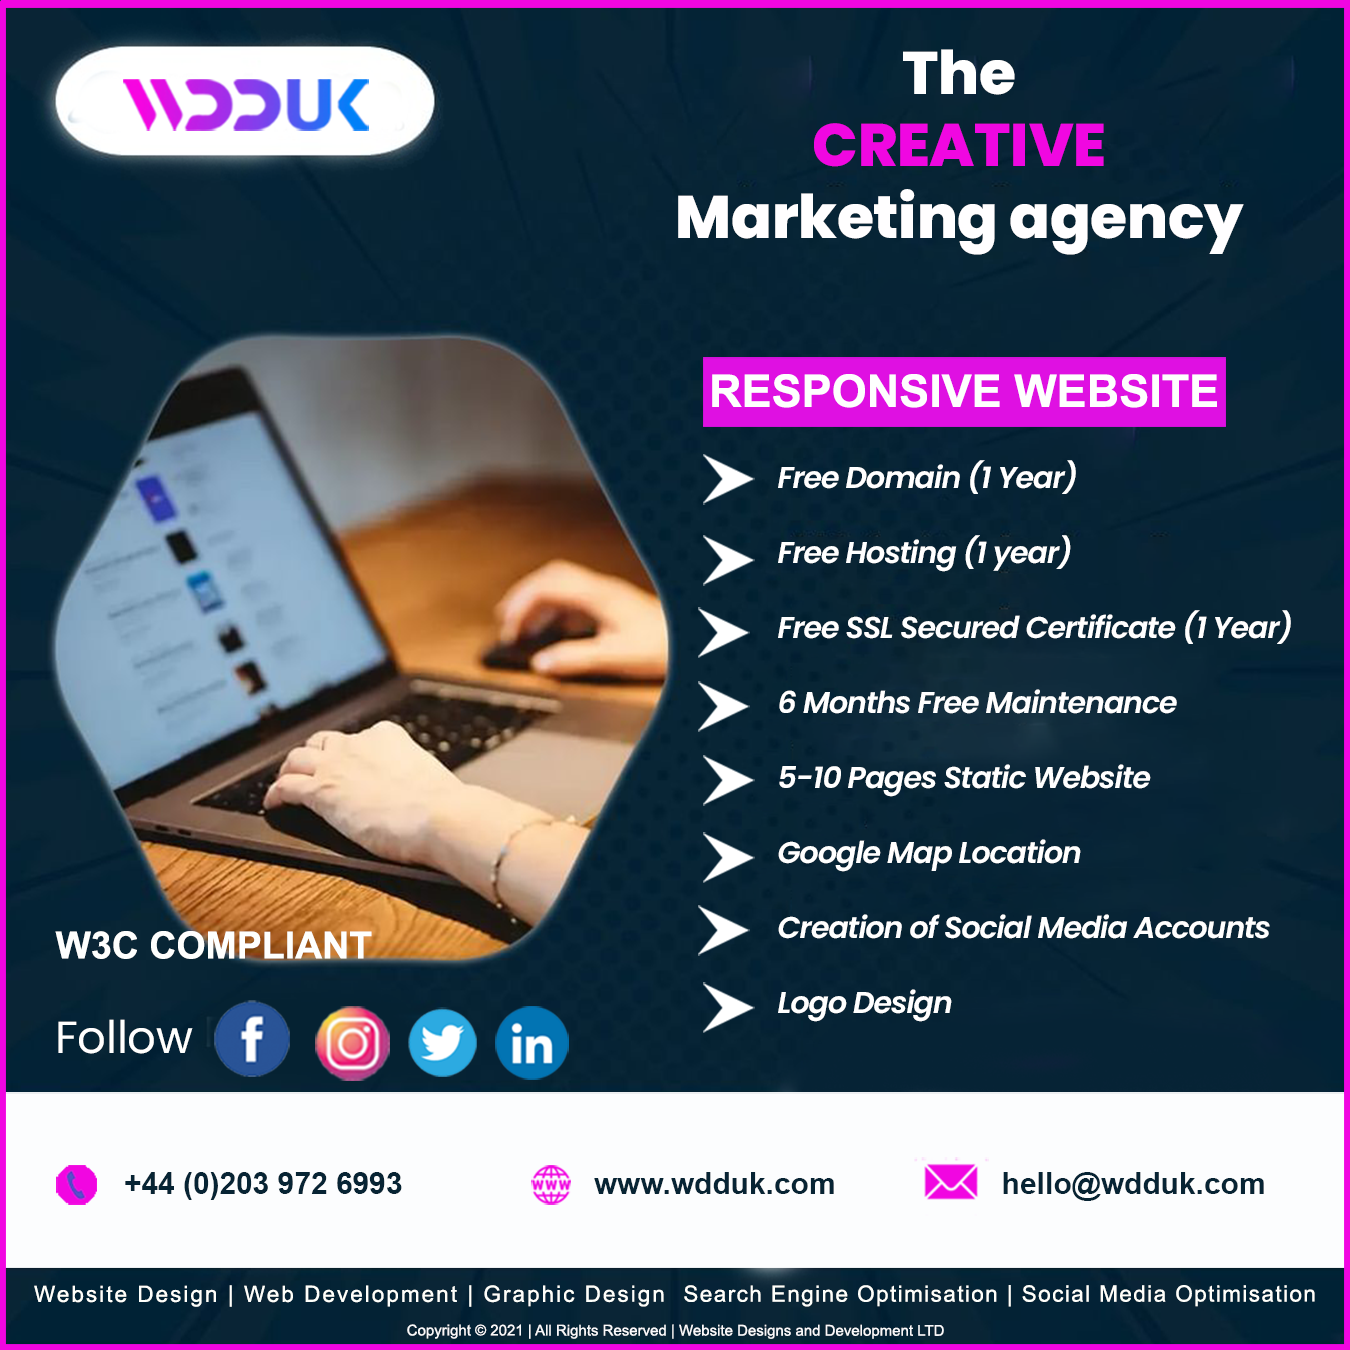 WDDUK
The
CREATIVE
Marketing agency
RESPONSIVE WEBSITE
Free Domain (1 Year)
Free Hosting (1 year)
Free SSL Secured Certificate (1 Year)
6 Months Free Maintenance
5-10 Pages Static Website
Google Map Location
Creation of Social Media Accounts
Logo Design
W3C COMPLIANT
Follow
+44 (0)203 972 6993
www.wdduk.com
hello@wdduk.com
Website Design | Web Development | Graphic Design Search Engine Optimisation | Social Media Optimisation
Copyright © 2021 | All Rights Reserved | Website Designs and Development LTD